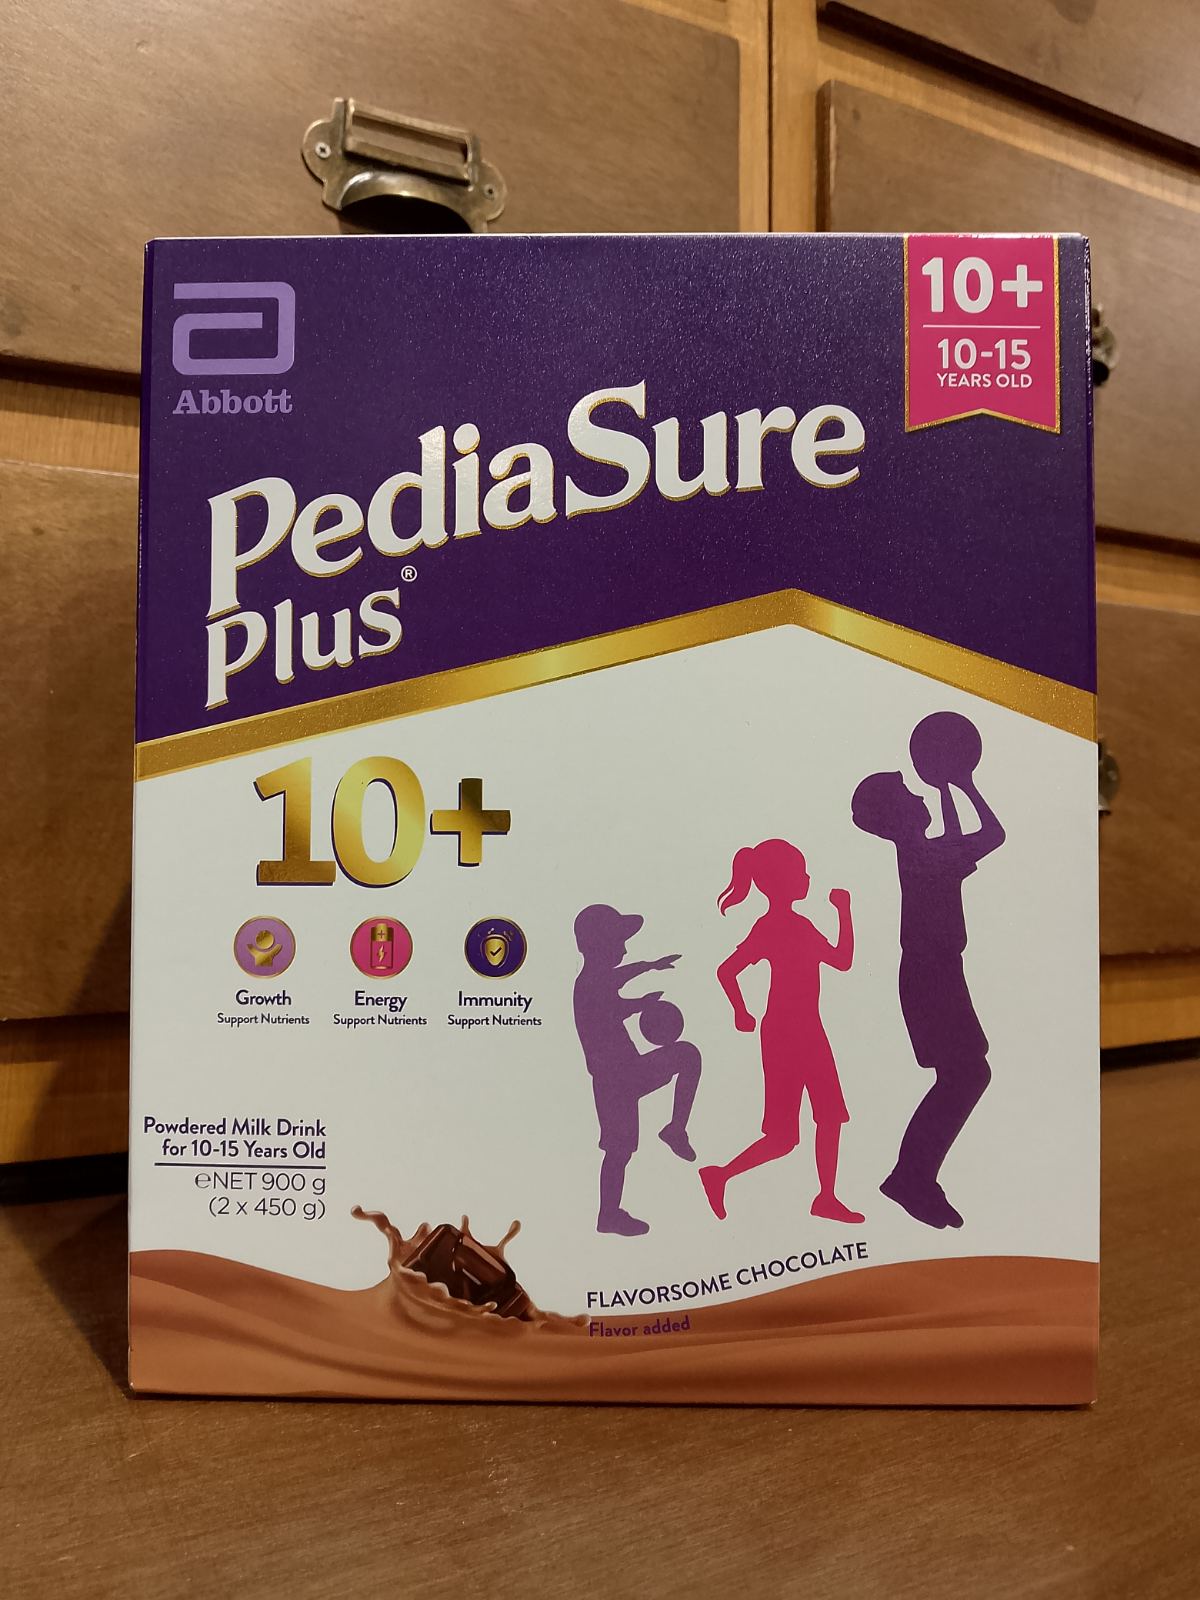 Abbott
10+
10-15
YEARS OLD
PediaSure
Plus®
10+
Growth
Support Nutrients
Energy
Support Nutrients
Immunity
Support Nutrients
Powdered Milk Drink
for 10-15 Years Old
℮NET 900 g
(2 x 450 g)
FLAVORSOME CHOCOLATE
Flavor added